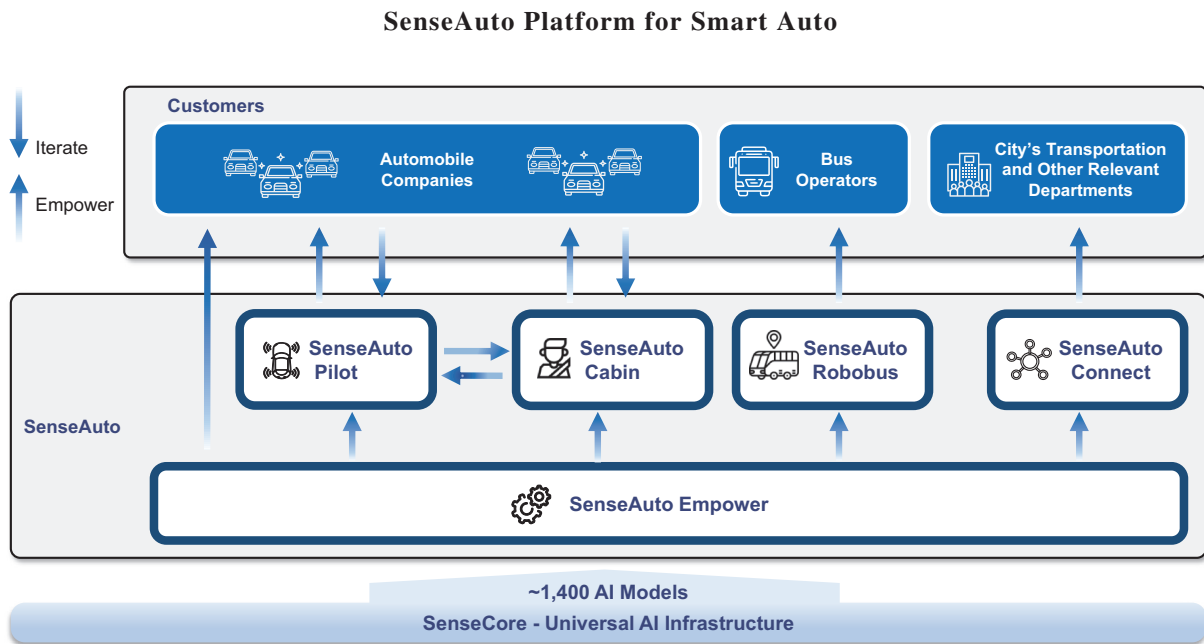 SenseAuto Platform for Smart Auto
Iterate
Empower
Customers
Automobile
Companies
Bus
Operators
City's Transportation
and Other Relevant
Departments
SenseAuto
SenseAuto
Pilot
SenseAuto
Cabin
SenseAuto
Robobus
SenseAuto
Connect
SenseAuto Empower
~1,400 AI Models
SenseCore - Universal AI Infrastructure